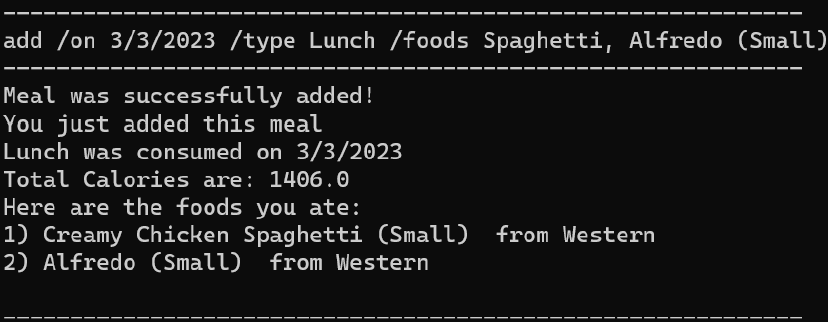 ------------------------------------------------------------
add /on 3/3/2023 /type Lunch /foods Spaghetti, Alfredo (Small)
------------------------------------------------------------
Meal was successfully added!
You just added this meal
Lunch was consumed on 3/3/2023
Total Calories are: 1406.0
Here are the foods you ate:
1) Creamy Chicken Spaghetti (Small)  from Western
2) Alfredo (Small)  from Western
------------------------------------------------------------